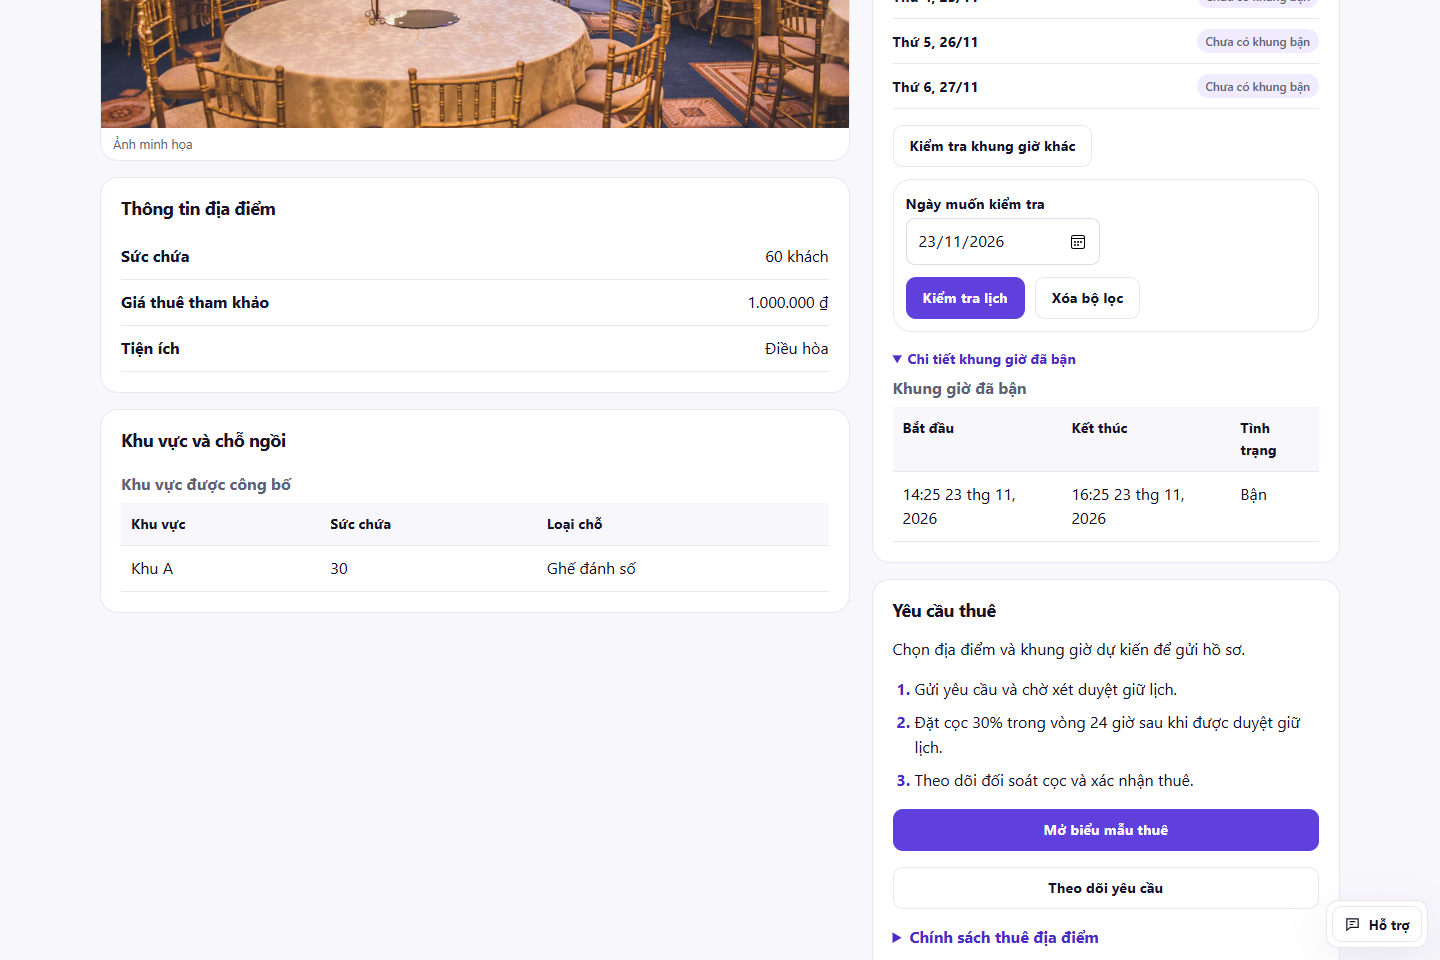 Ảnh minh họa
Thông tin địa điểm
Sức chứa 60 khách
Giá thuê tham khảo 1.000.000 ₫
Tiện ích Điều hòa
Khu vực và chỗ ngồi
Khu vực được công bố
Khu vực Sức chứa Loại chỗ
Khu A 30 Ghế đánh số
Thứ 5, 26/11 Chưa có khung bận
Thứ 6, 27/11 Chưa có khung bận
Kiểm tra khung giờ khác
Ngày muốn kiểm tra
23/11/2026
Kiểm tra lịch Xóa bộ lọc
▼ Chi tiết khung giờ đã bận
Khung giờ đã bận
Bắt đầu Kết thúc Tình
trạng
14:25 23 thg 11, 16:25 23 thg 11, Bận
2026 2026
Yêu cầu thuê
Chọn địa điểm và khung giờ dự kiến để gửi hồ sơ.
1. Gửi yêu cầu và chờ xét duyệt giữ lịch.
2. Đặt cọc 30% trong vòng 24 giờ sau khi được duyệt giữ
lịch.
3. Theo dõi đối soát cọc và xác nhận thuê.
Mở biểu mẫu thuê
Theo dõi yêu cầu
▶ Chính sách thuê địa điểm
Hỗ trợ